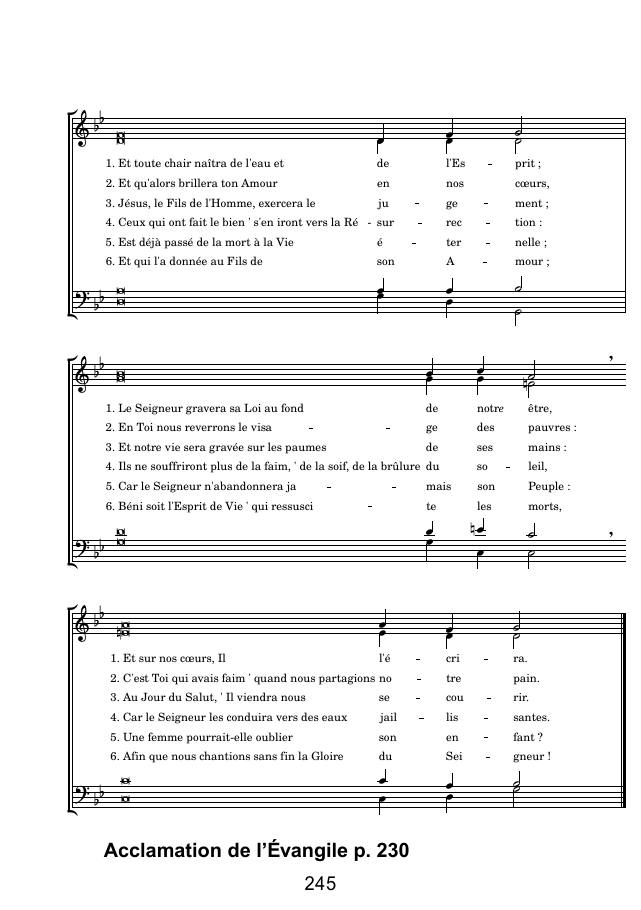 1. Et toute chair naîtra de l'eau et de l'Es - prit ;
2. Et qu'alors brillera ton Amour en nos cœurs,
3. Jésus, le Fils de l'Homme, exercera le ju - ge - ment ;
4. Ceux qui ont fait le bien ' s'en iront vers la Ré - sur - rec - tion :
5. Est déjà passé de la mort à la Vie é - ter - nelle ;
6. Et qui l'a donnée au Fils de son A - mour ;
1. Le Seigneur gravera sa Loi au fond de notre être,
2. En Toi nous reverrons le visa - - ge des pauvres :
3. Et notre vie sera gravée sur les paumes de ses mains :
4. Ils ne souffriront plus de la faim, ' de la soif, de la brûlure du so - leil,
5. Car le Seigneur n'abandonnera ja - - mais son Peuple :
6. Béni soit l'Esprit de Vie ' qui ressusci - te les morts,
1. Et sur nos cœurs, Il l'é - cri - ra.
2. C'est Toi qui avais faim ' quand nous partagions no - tre pain.
3. Au Jour du Salut, ' Il viendra nous se - cou - rir.
4. Car le Seigneur les conduira vers des eaux jail - lis - santes.
5. Une femme pourrait-elle oublier son en - fant ?
6. Afin que nous chantions sans fin la Gloire du Sei - gneur !
Acclamation de l'Évangile p. 230
245